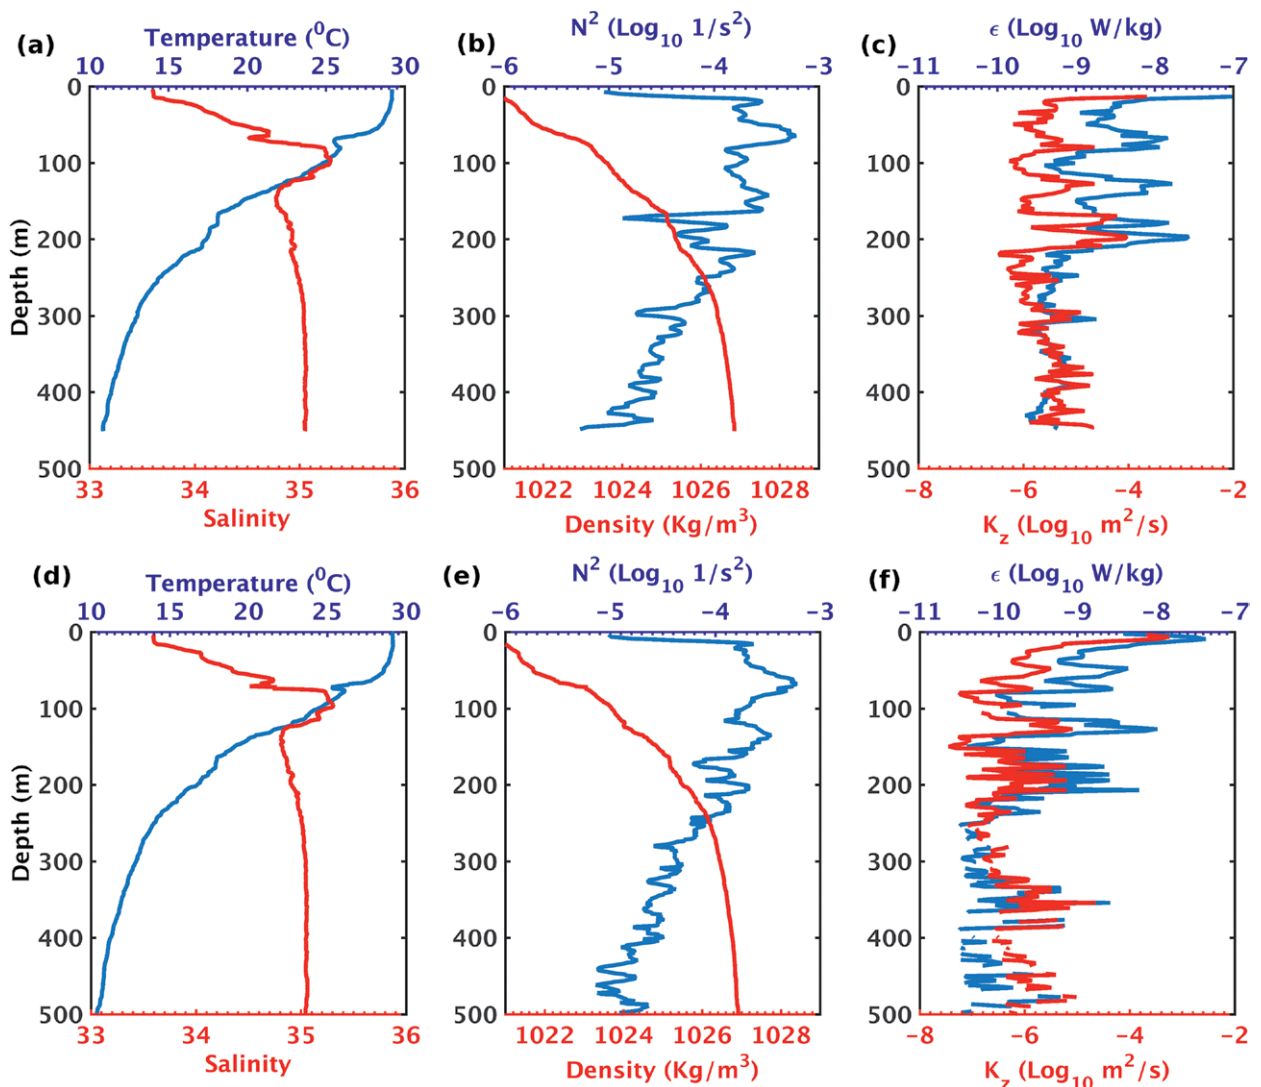 (a)
Temperature (⁰C)
10 15 20 25 30
0
100
200
300
400
500
Depth (m)
33 34 35 36
Salinity
(b)
N² (Log₁₀ 1/s²)
−6 −5 −4 −3
0
100
200
300
400
500
1022 1024 1026 1028
Density (Kg/m³)
(c)
ϵ (Log₁₀ W/kg)
−11 −10 −9 −8 −7
0
100
200
300
400
500
−8 −6 −4 −2
K_z (Log₁₀ m²/s)
(d)
Temperature (⁰C)
10 15 20 25 30
0
100
200
300
400
500
Depth (m)
33 34 35 36
Salinity
(e)
N² (Log₁₀ 1/s²)
−6 −5 −4 −3
0
100
200
300
400
500
1022 1024 1026 1028
Density (Kg/m³)
(f)
ϵ (Log₁₀ W/kg)
−11 −10 −9 −8 −7
0
100
200
300
400
500
−8 −6 −4 −2
K_z (Log₁₀ m²/s)